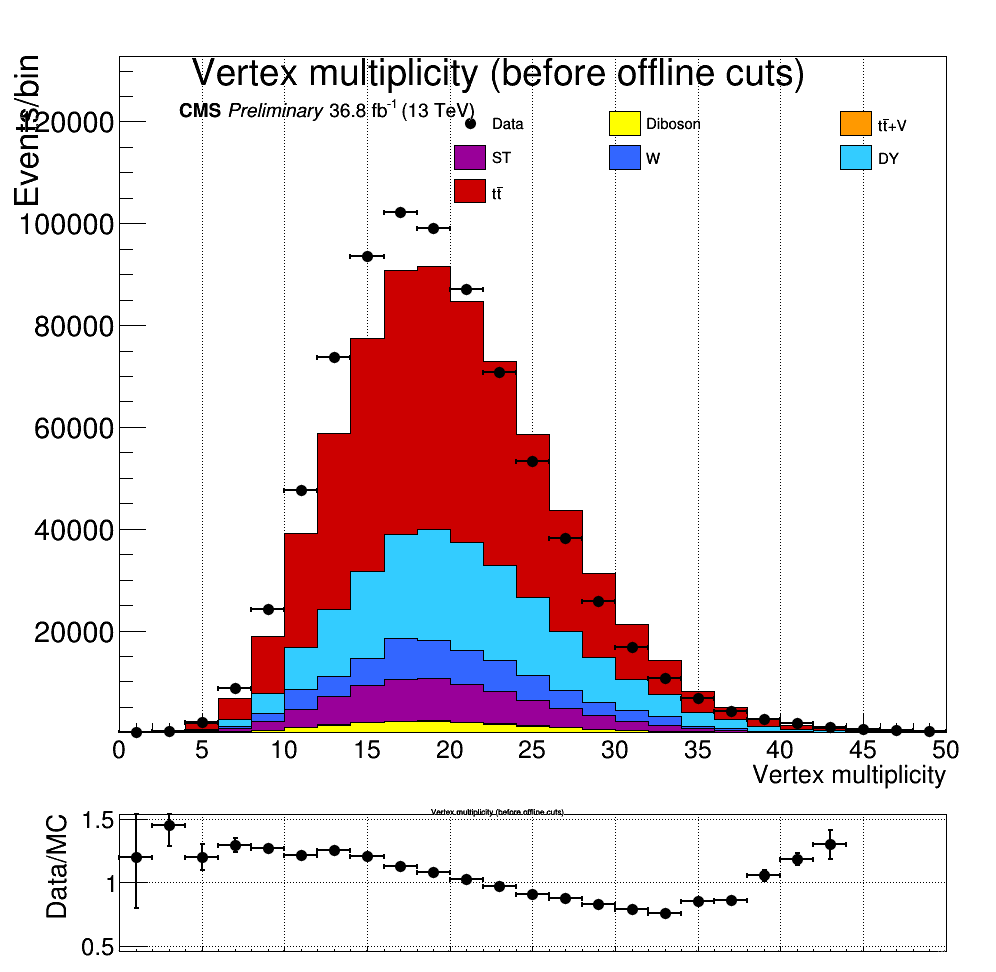 Vertex multiplicity (before offline cuts)
CMS Preliminary 36.8 fb⁻¹ (13 TeV)
Events/bin
Data
Diboson
tt̅+V
ST
W
DY
tt̅
120000
100000
80000
60000
40000
20000
0 5 10 15 20 25 30 35 40 45 50
Vertex multiplicity
Vertex multiplicity (before offline cuts)
Data/MC
1.5
1
0.5